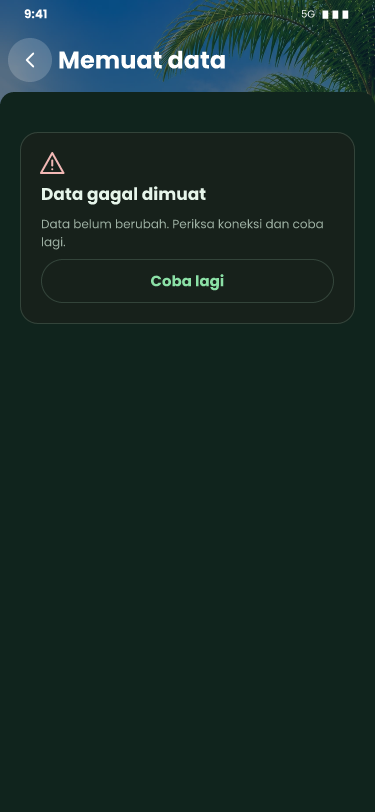 9:41
5G
Memuat data
Data gagal dimuat
Data belum berubah. Periksa koneksi dan coba
lagi.
Coba lagi